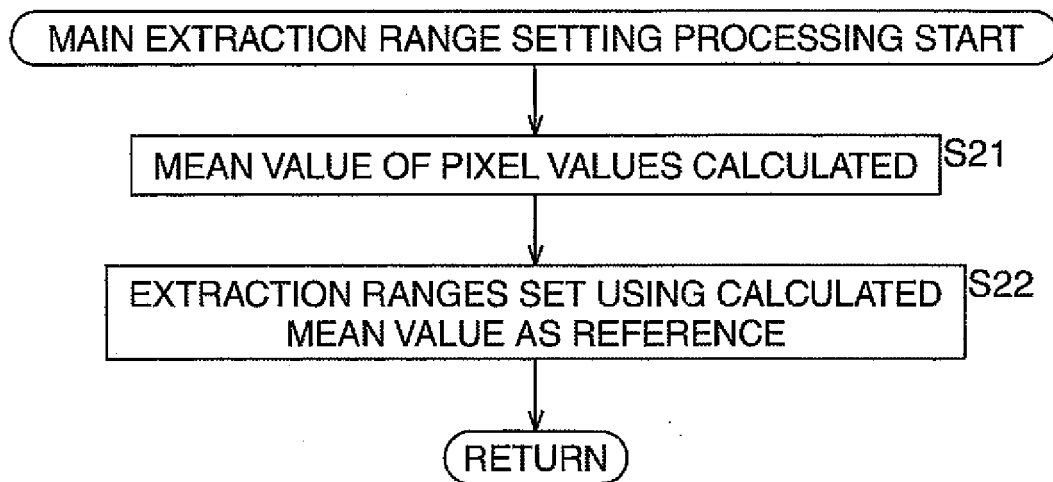 MAIN EXTRACTION RANGE SETTING PROCESSING START
MEAN VALUE OF PIXEL VALUES CALCULATED
S21
EXTRACTION RANGES SET USING CALCULATED
S22
MEAN VALUE AS REFERENCE
RETURN